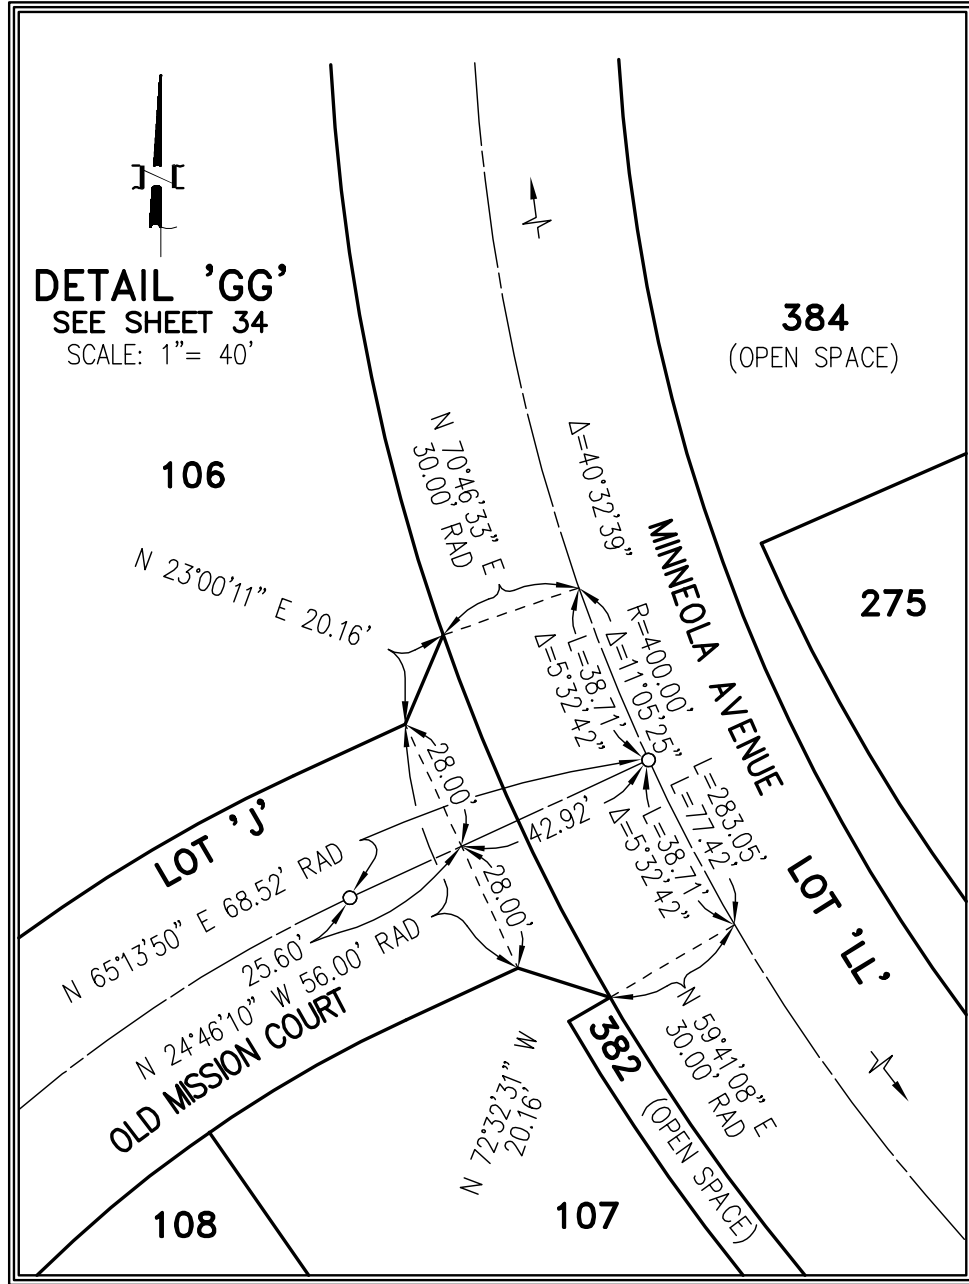 DETAIL 'GG'
SEE SHEET 34
SCALE: 1"= 40'
384
(OPEN SPACE)
106
N 70°46'33" E
30.00' RAD
Δ=40°32'39"
MINNEOLA AVENUE
275
N 23°00'11" E 20.16'
R=400.00'
Δ=11°05'25"
L=38.71'
Δ=5°32'42"
L=283.05'
L=77.42'
28.00'
42.92'
L=38.71'
Δ=5°32'42"
LOT 'J'
28.00'
LOT 'LL'
N 65°13'50" E 68.52' RAD
25.60'
N 24°46'10" W 56.00' RAD
OLD MISSION COURT
N 59°41'08" E
30.00' RAD
382
(OPEN SPACE)
N 72°32'31" W
20.16'
108
107